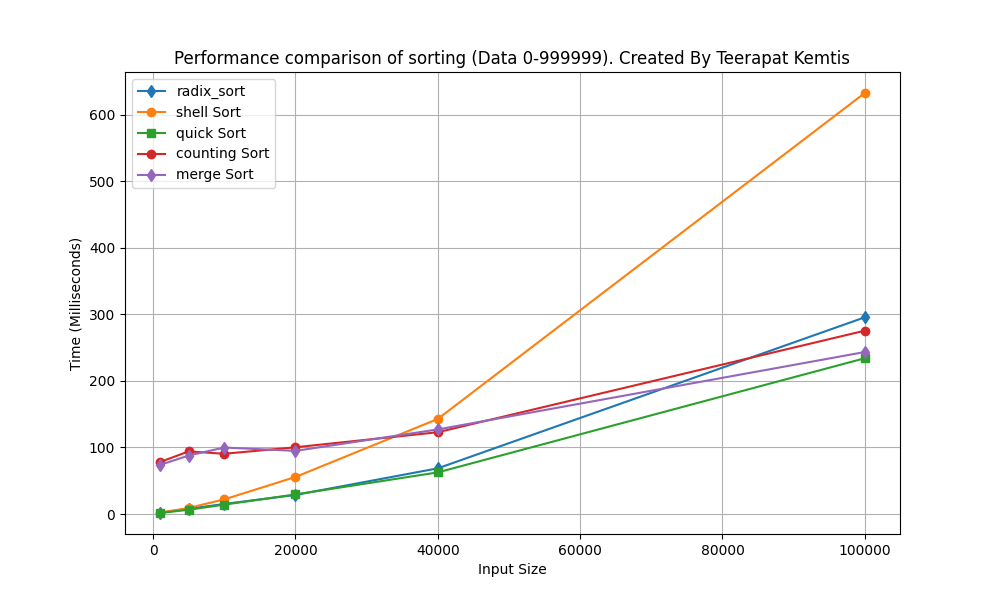 Performance comparison of sorting (Data 0-999999). Created By Teerapat Kemtis
radix_sort
shell Sort
quick Sort
counting Sort
merge Sort
Time (Milliseconds)
600
500
400
300
200
100
0
0 20000 40000 60000 80000 100000
Input Size